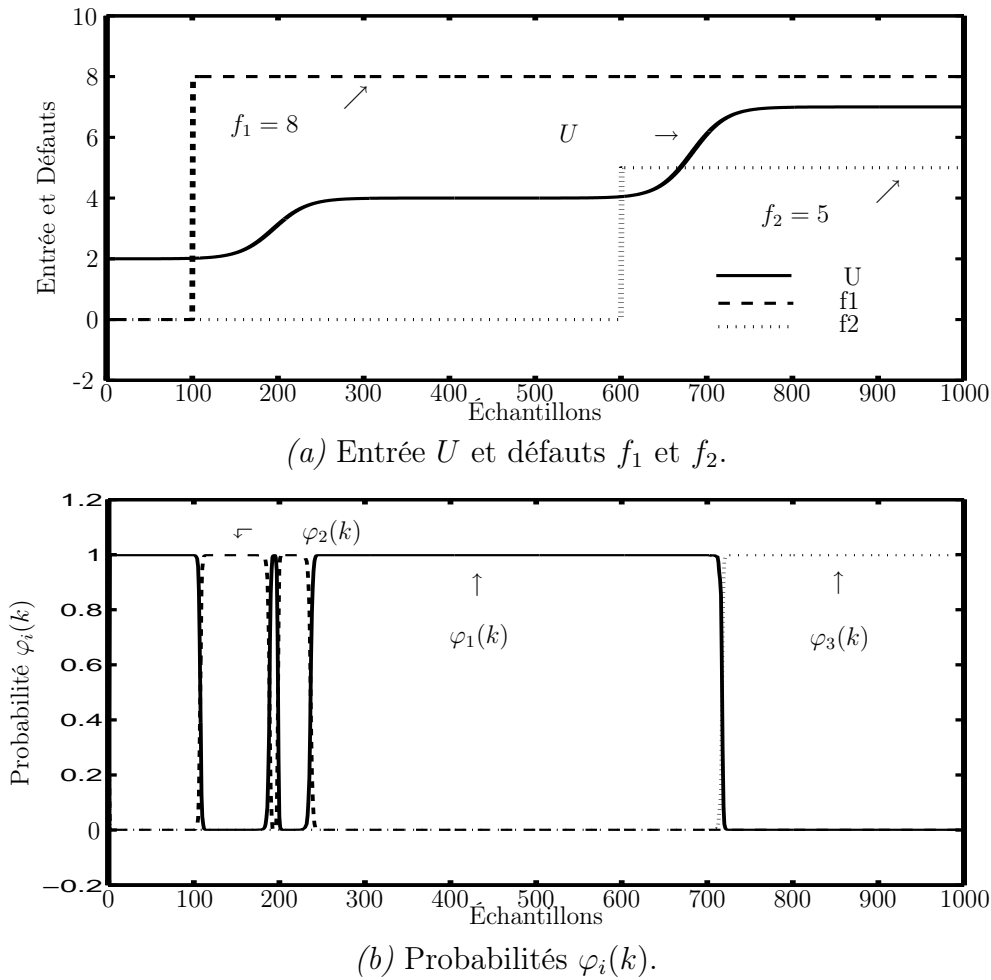 10
8
6
4
2
0
-2
Entrée et Défauts
f₁ = 8
U →
f₂ = 5
U
f1
f2
0 100 200 300 400 500 600 700 800 900 1000
Échantillons
(a) Entrée U et défauts f₁ et f₂.
1.2
1
0.8
0.6
0.4
0.2
0
−0.2
Probabilité φᵢ(k)
φ₂(k)
φ₁(k)
φ₃(k)
0 100 200 300 400 500 600 700 800 900 1000
Échantillons
(b) Probabilités φᵢ(k).